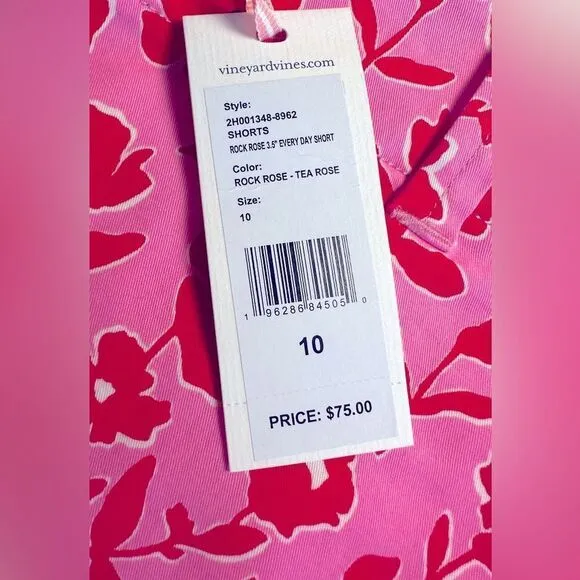 vineyardvines.com
Style:
2H001348-8962
SHORTS
ROCK ROSE 3.5" EVERY DAY SHORT
Color:
ROCK ROSE - TEA ROSE
Size:
10
1 96286 84505 0
10
PRICE: $75.00